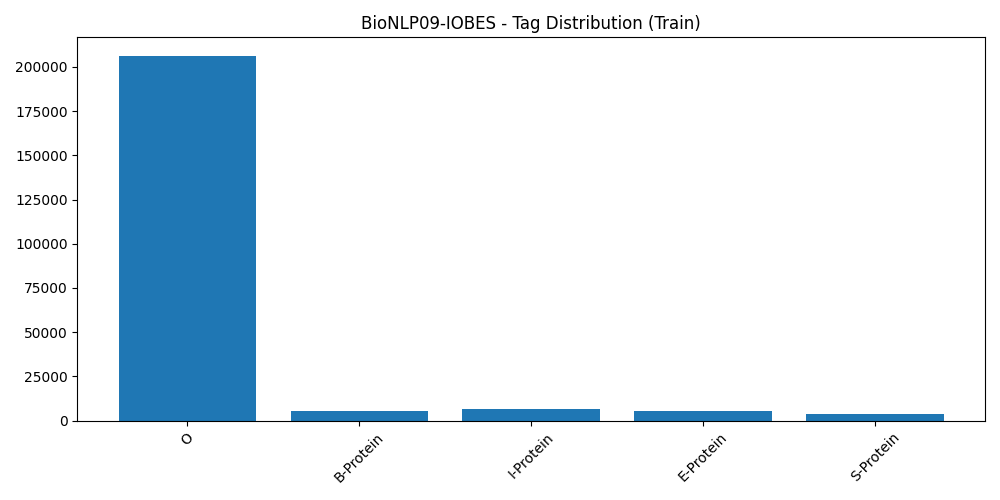 BioNLP09-IOBES - Tag Distribution (Train)
200000
175000
150000
125000
100000
75000
50000
25000
0
O
B-Protein
I-Protein
E-Protein
S-Protein